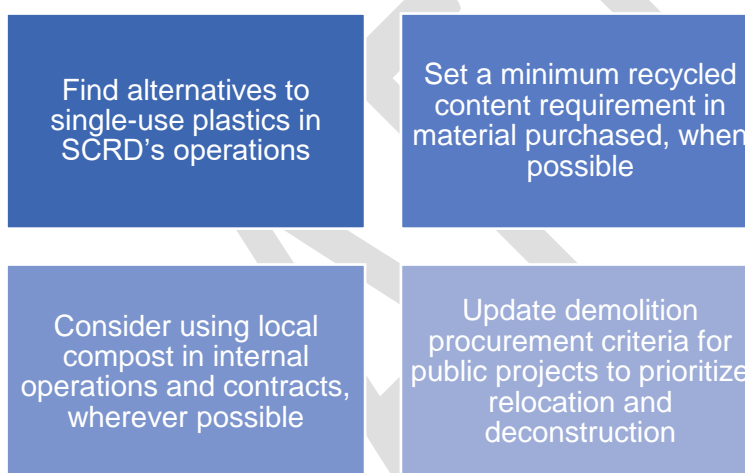 Find alternatives to
single-use plastics in
SCRD's operations
Set a minimum recycled
content requirement in
material purchased, when
possible
Consider using local
compost in internal
operations and contracts,
wherever possible
Update demolition
procurement criteria for
public projects to prioritize
relocation and
deconstruction